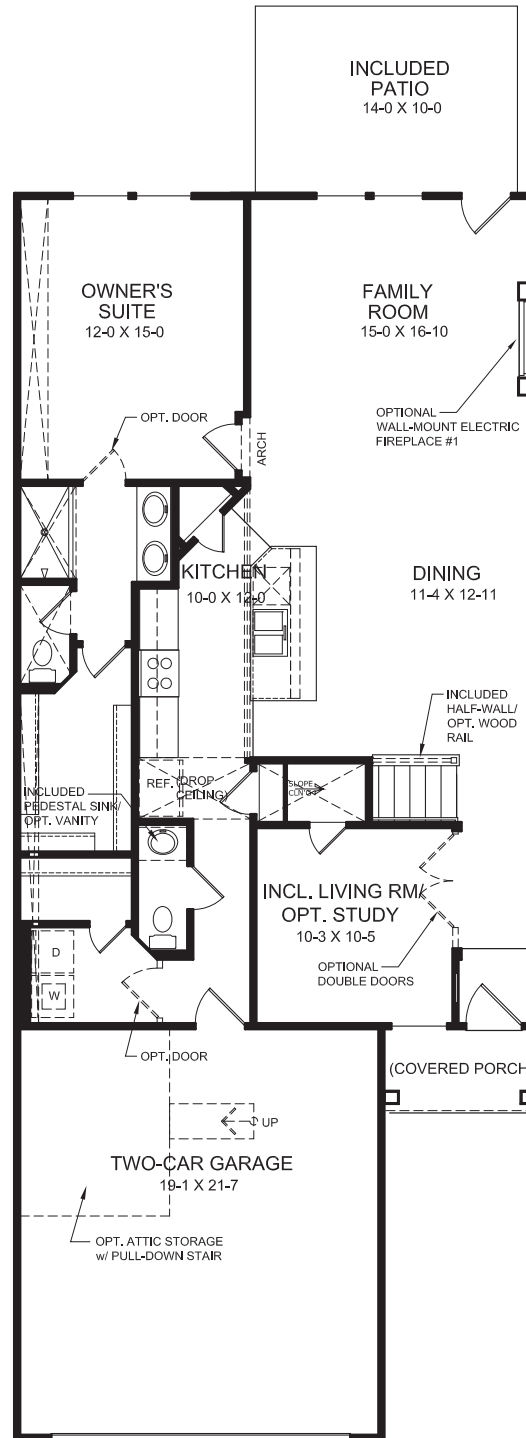 INCLUDED
PATIO
14-0 X 10-0
OWNER'S
SUITE
12-0 X 15-0
FAMILY
ROOM
15-0 X 16-10
OPT. DOOR
ARCH
OPTIONAL
WALL-MOUNT ELECTRIC
FIREPLACE #1
KITCHEN
10-0 X 12-0
DINING
11-4 X 12-11
INCLUDED
HALF-WALL/
OPT. WOOD
RAIL
REF.
(DROP
CEILING)
SLOPE
INCLUDED
PEDESTAL SINK/
OPT. VANITY
INCL. LIVING RM/
OPT. STUDY
10-3 X 10-5
OPTIONAL
DOUBLE DOORS
D
W
OPT. DOOR
(COVERED PORCH
UP
TWO-CAR GARAGE
19-1 X 21-7
OPT. ATTIC STORAGE
w/ PULL-DOWN STAIR